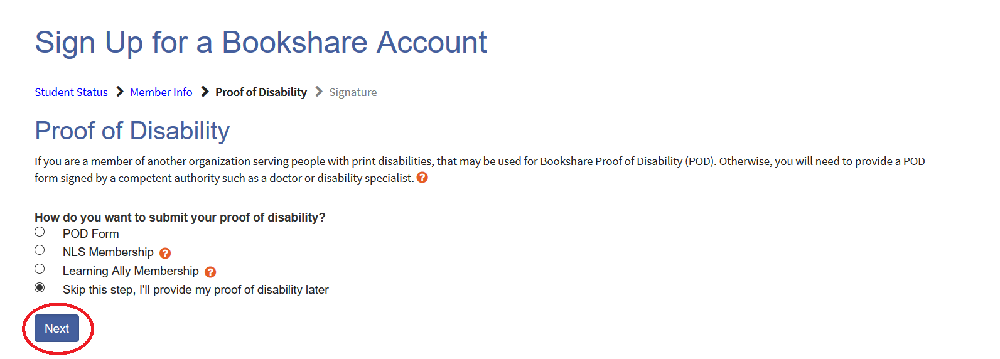 Sign Up for a Bookshare Account
Student Status > Member Info > Proof of Disability > Signature
Proof of Disability
If you are a member of another organization serving people with print disabilities, that may be used for Bookshare Proof of Disability (POD). Otherwise, you will need to provide a POD
form signed by a competent authority such as a doctor or disability specialist. ?
How do you want to submit your proof of disability?
POD Form
NLS Membership ?
Learning Ally Membership ?
Skip this step, I'll provide my proof of disability later
Next